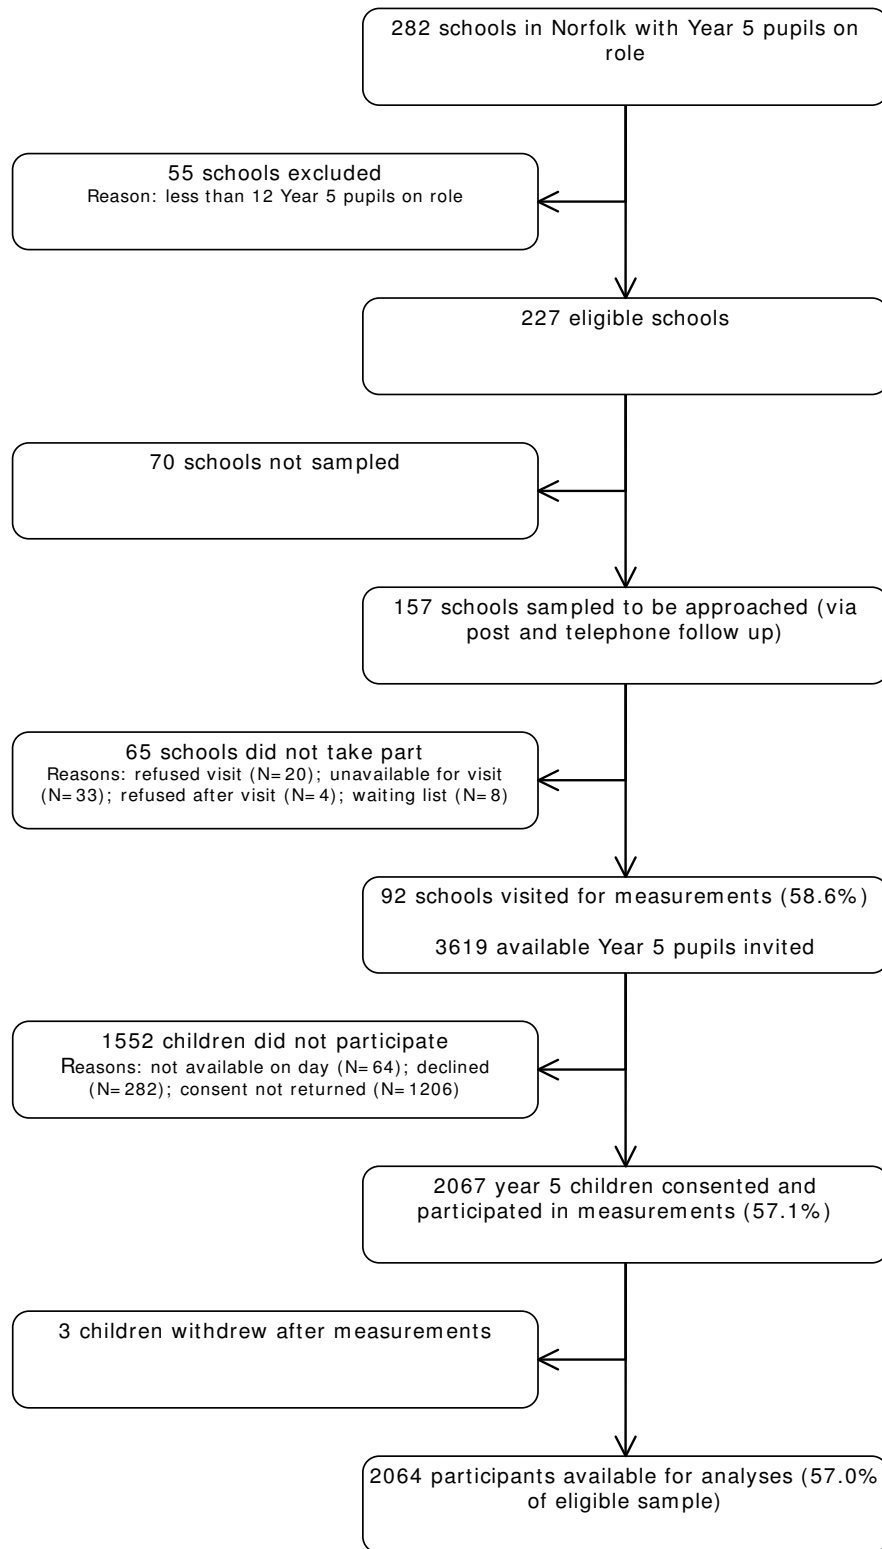 282 schools in Norfolk with Year 5 pupils on
role
55 schools excluded
Reason: less than 12 Year 5 pupils on role
227 eligible schools
70 schools not sampled
157 schools sampled to be approached (via
post and telephone follow up)
65 schools did not take part
Reasons: refused visit (N=20); unavailable for visit
(N=33); refused after visit (N=4); waiting list (N=8)
92 schools visited for measurements (58.6%)
3619 available Year 5 pupils invited
1552 children did not participate
Reasons: not available on day (N=64); declined
(N=282); consent not returned (N=1206)
2067 year 5 children consented and
participated in measurements (57.1%)
3 children withdrew after measurements
2064 participants available for analyses (57.0%
of eligible sample)